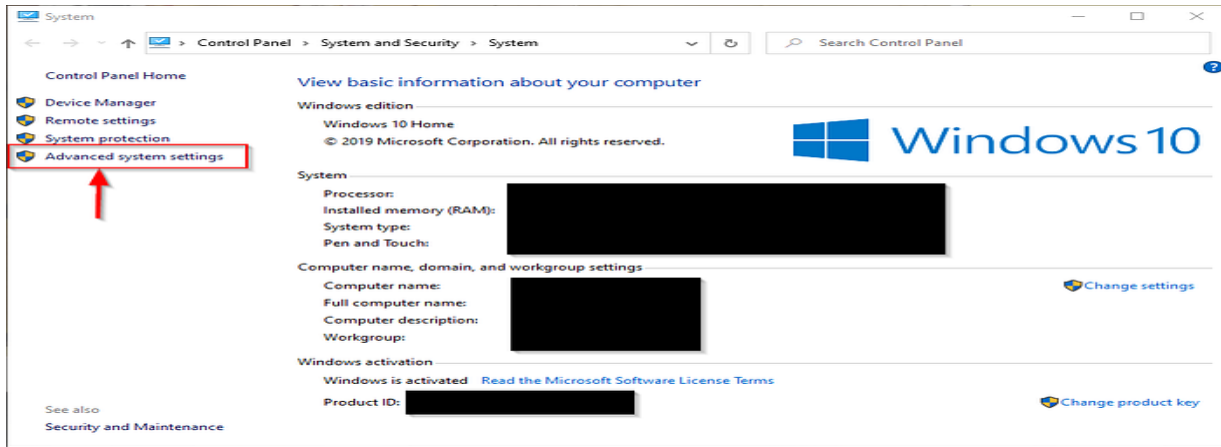 System
Control Panel > System and Security > System
Search Control Panel
?
Control Panel Home
Device Manager
Remote settings
System protection
Advanced system settings
See also
Security and Maintenance
View basic information about your computer
Windows edition
Windows 10 Home
© 2019 Microsoft Corporation. All rights reserved.
Windows 10
System
Processor:
Installed memory (RAM):
System type:
Pen and Touch:
Computer name, domain, and workgroup settings
Computer name:
Change settings
Full computer name:
Computer description:
Workgroup:
Windows activation
Windows is activated Read the Microsoft Software License Terms
Product ID:
Change product key